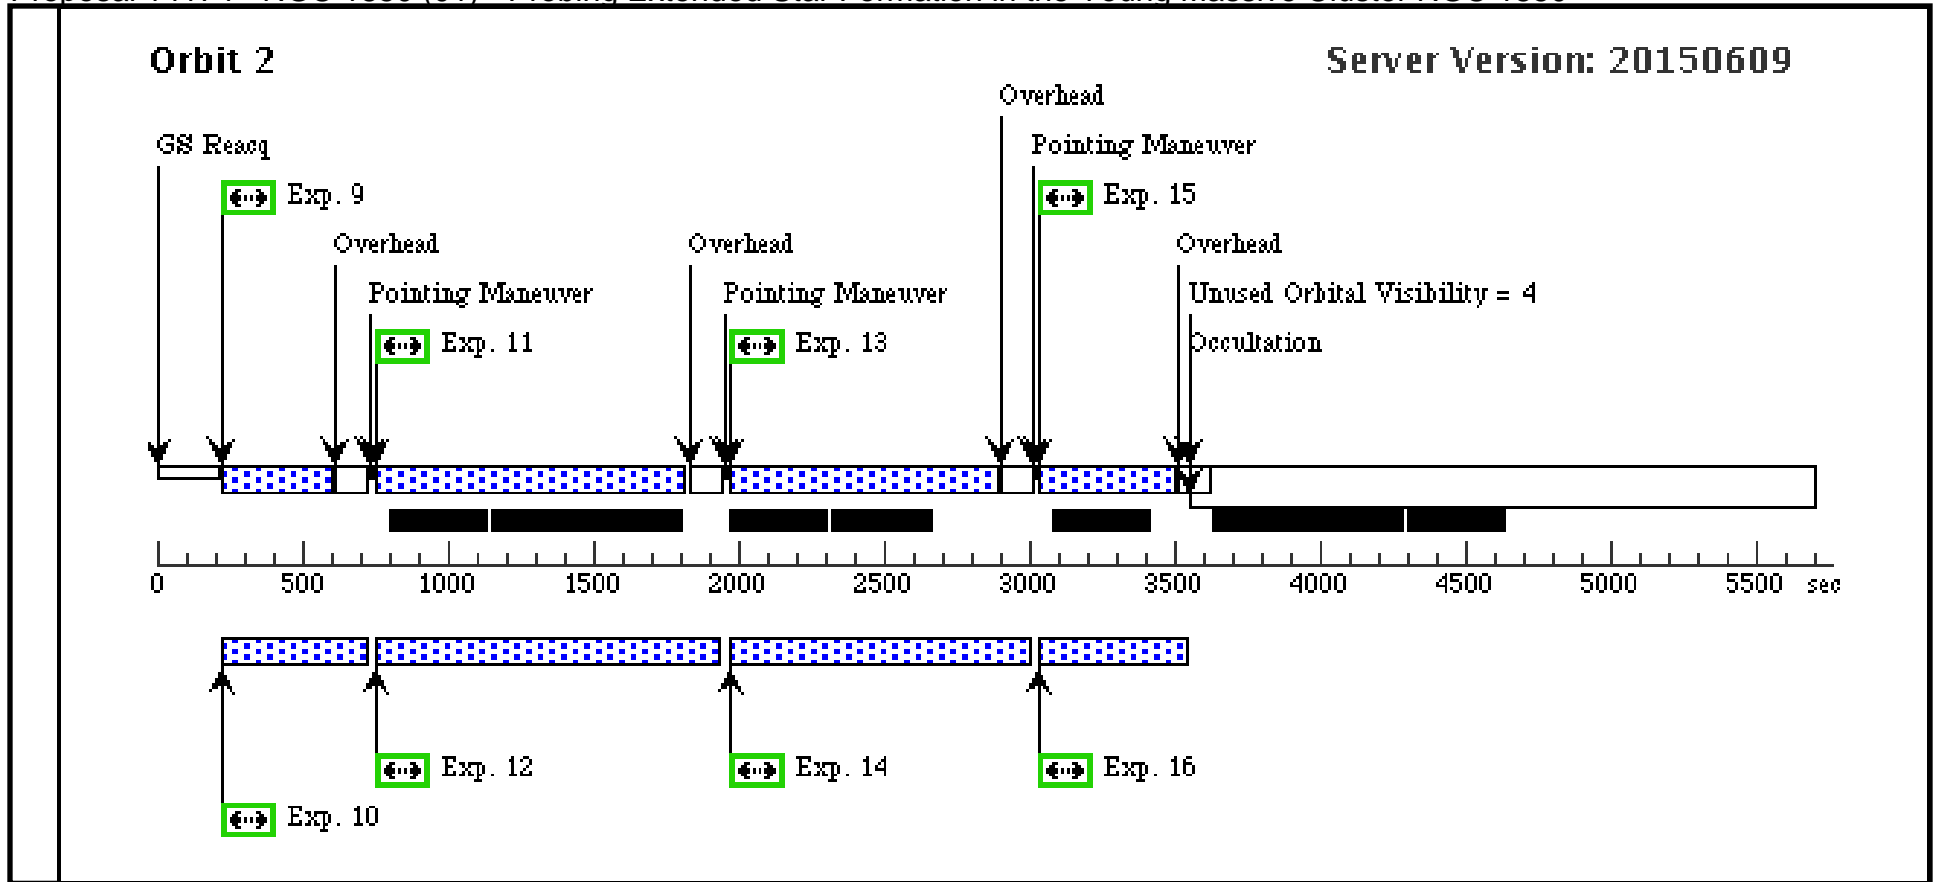 Orbit 2
Server Version: 20150609
Overhead
GS Reacq
Pointing Maneuver
Exp. 9
Exp. 15
Overhead
Overhead
Overhead
Pointing Maneuver
Pointing Maneuver
Unused Orbital Visibility = 4
Exp. 11
Exp. 13
Occultation
0 500 1000 1500 2000 2500 3000 3500 4000 4500 5000 5500 sec
Exp. 12
Exp. 14
Exp. 16
Exp. 10